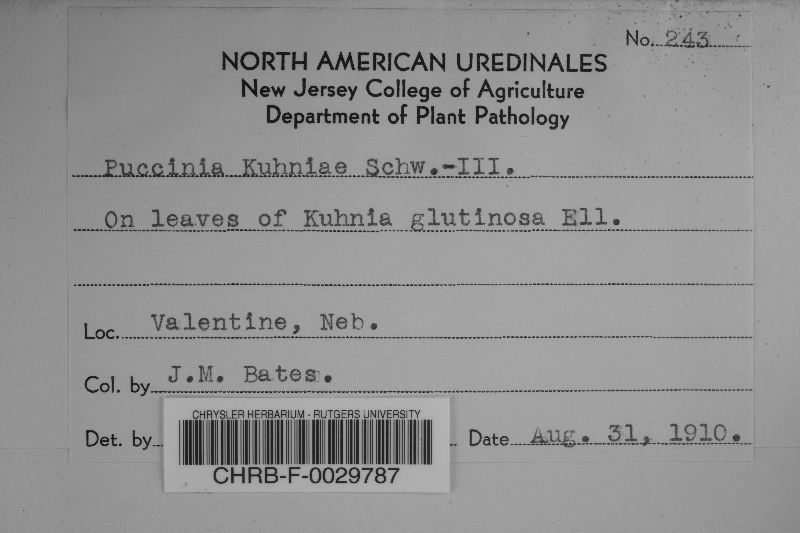 No. 243
NORTH AMERICAN UREDINALES
New Jersey College of Agriculture
Department of Plant Pathology
Puccinia Kuhniae Schw.-III.
On leaves of Kuhnia glutinosa Ell.
Loc. Valentine, Neb.
Col. by J.M. Bates.
Det. by Date Aug. 31, 1910.
CHRYSLER HERBARIUM - RUTGERS UNIVERSITY
CHRB-F-0029787